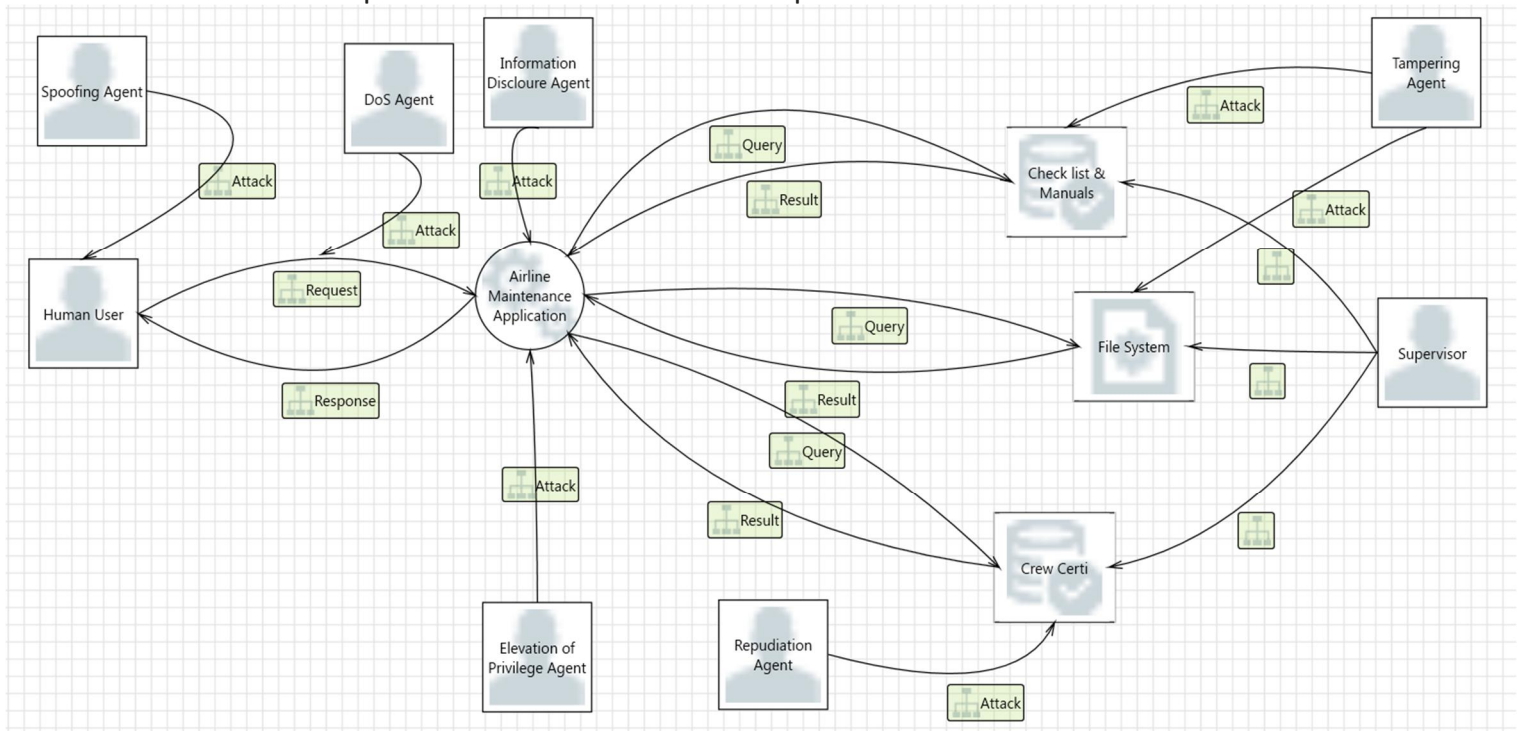 Spoofing Agent
DoS Agent
Information
Discloure Agent
Tampering
Agent
Attack
Attack
Attack
Query
Result
Attack
Check list &
Manuals
Attack
Human User
Request
Response
Airline
Maintenance
Application
Query
File System
Supervisor
Result
Query
Attack
Result
Crew Certi
Elevation of
Privilege Agent
Repudiation
Agent
Attack